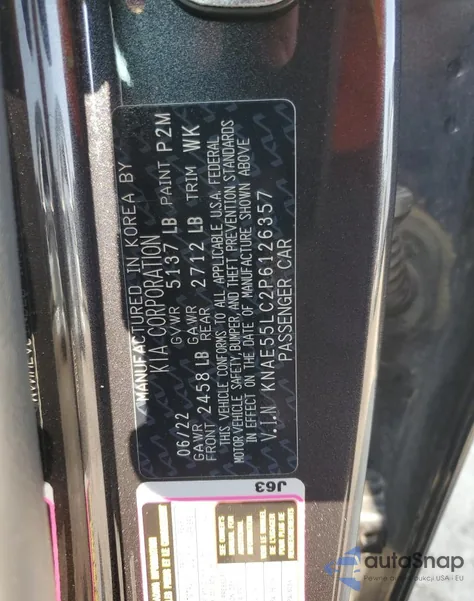 MANUFACTURED IN KOREA BY
KIA CORPORATION
06/22 GVWR 5137 LB PAINT P2M
GAWR FRONT 2458 LB GAWR REAR 2712 LB TRIM WK
THIS VEHICLE CONFORMS TO ALL APPLICABLE U.S.A. FEDERAL
MOTOR VEHICLE SAFETY, BUMPER, AND THEFT PREVENTION STANDARDS
IN EFFECT ON THE DATE OF MANUFACTURE SHOWN ABOVE
V.I.N KNAE55LC2P6126357
PASSENGER CAR
J63
autoSnap